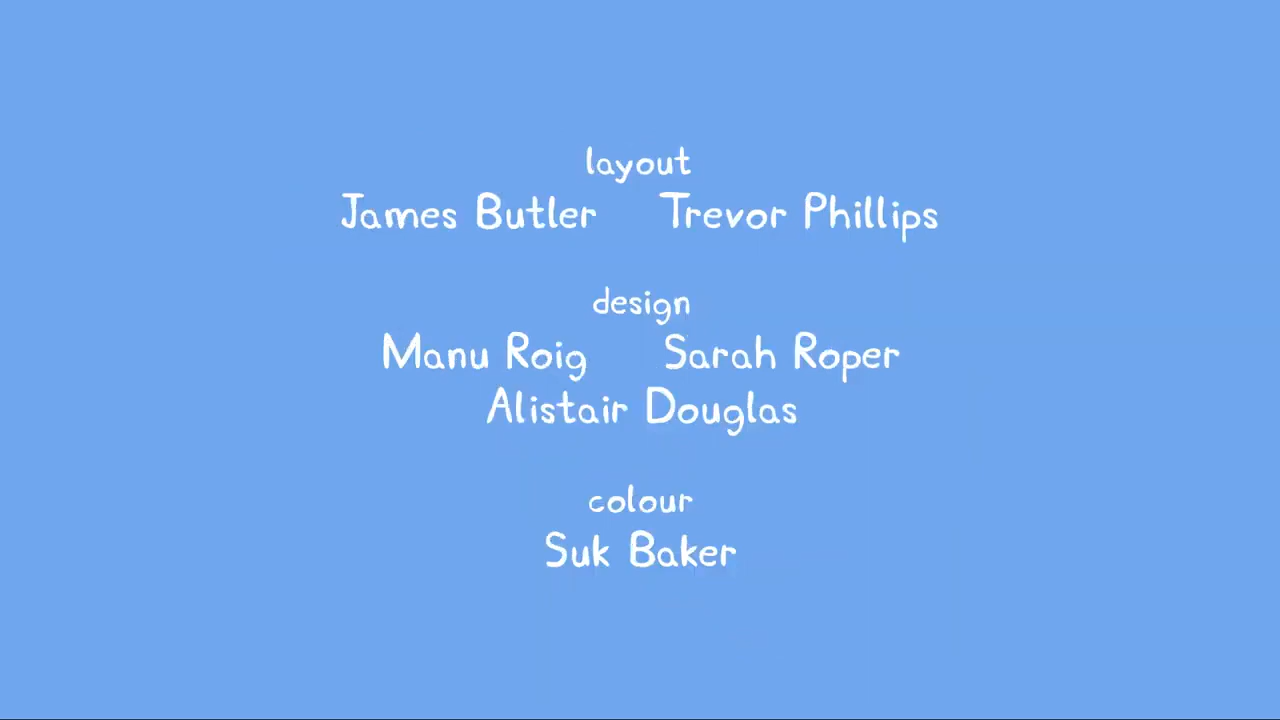 layout
James Butler Trevor Phillips
design
Manu Roig Sarah Roper
Alistair Douglas
colour
Suk Baker